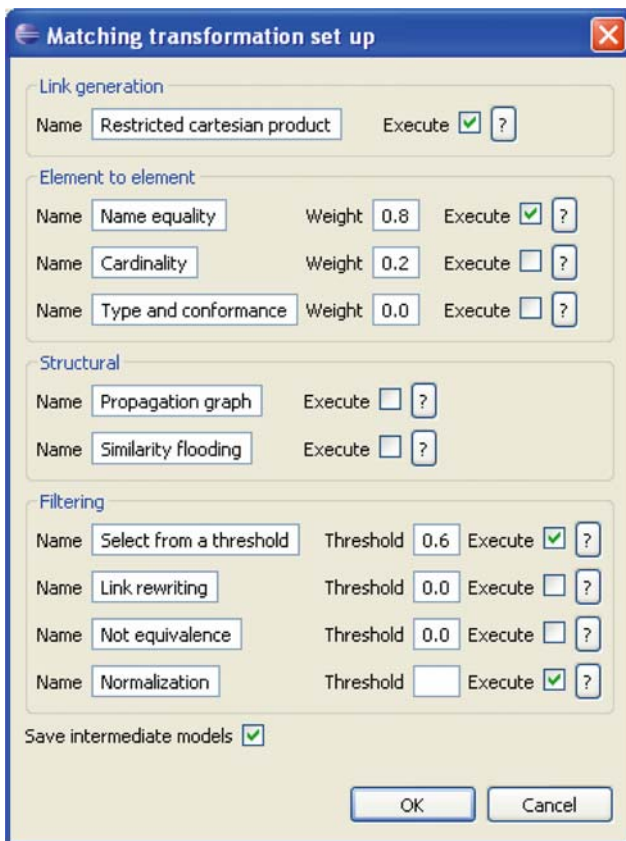 Matching transformation set up
Link generation
Name Restricted cartesian product Execute ?
Element to element
Name Name equality Weight 0.8 Execute ?
Name Cardinality Weight 0.2 Execute ?
Name Type and conformance Weight 0.0 Execute ?
Structural
Name Propagation graph Execute ?
Name Similarity flooding Execute ?
Filtering
Name Select from a threshold Threshold 0.6 Execute ?
Name Link rewriting Threshold 0.0 Execute ?
Name Not equivalence Threshold 0.0 Execute ?
Name Normalization Threshold Execute ?
Save intermediate models
OK Cancel